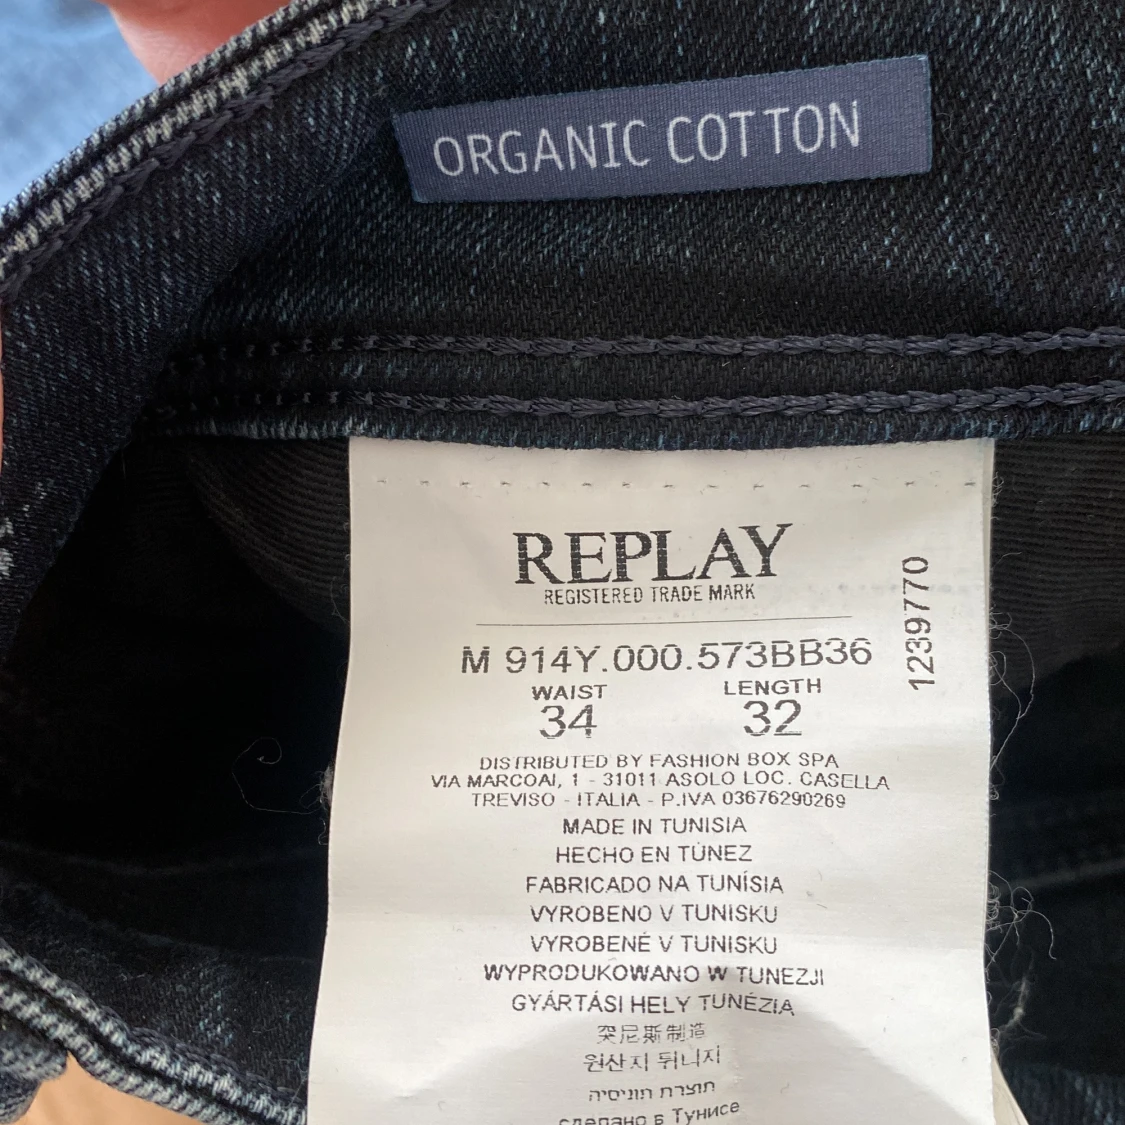 ORGANIC COTTON
REPLAY
REGISTERED TRADE MARK
1239770
M 914Y.000.573BB36
WAIST LENGTH
34 32
DISTRIBUTED BY FASHION BOX SPA
VIA MARCOAI, 1 - 31011 ASOLO LOC. CASELLA
TREVISO - ITALIA - P.IVA 03676290269
MADE IN TUNISIA
HECHO EN TÚNEZ
FABRICADO NA TUNÍSIA
VYROBENO V TUNISKU
VYROBENÉ V TUNISKU
WYPRODUKOWANO W TUNEZJI
GYÁRTÁSI HELY TUNÉZIA
突尼斯制造
원산지 튀니지
תוצרת תוניסיה
сделано в Тунисе